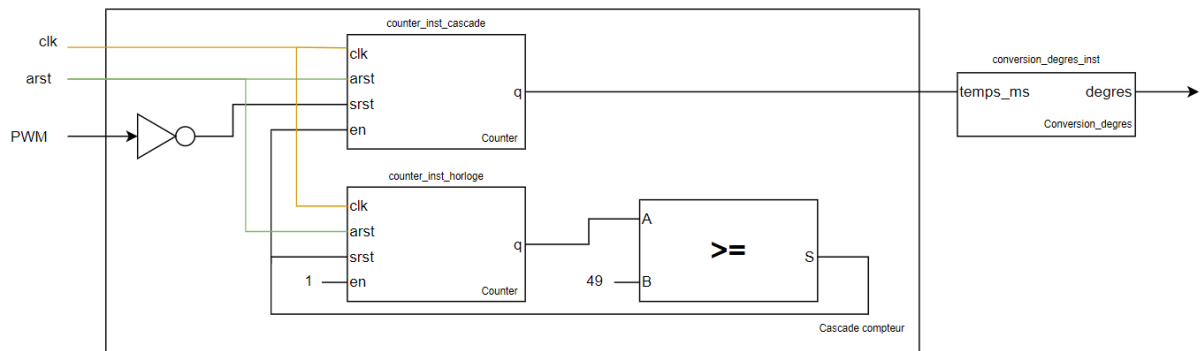 counter_inst_cascade
clk
clk
arst
arst
srst
q
en
PWM
Counter
conversion_degres_inst
temps_ms
degres
Conversion_degres
counter_inst_horloge
clk
arst
q
srst
1
en
Counter
A
>=
S
49
B
Cascade compteur